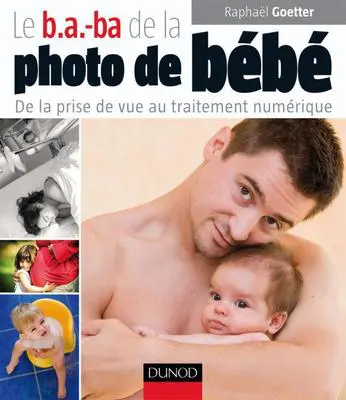 Raphaël Goetter
Le b.a.-ba de la
photo de bébé
De la prise de vue au traitement numérique
DUNOD